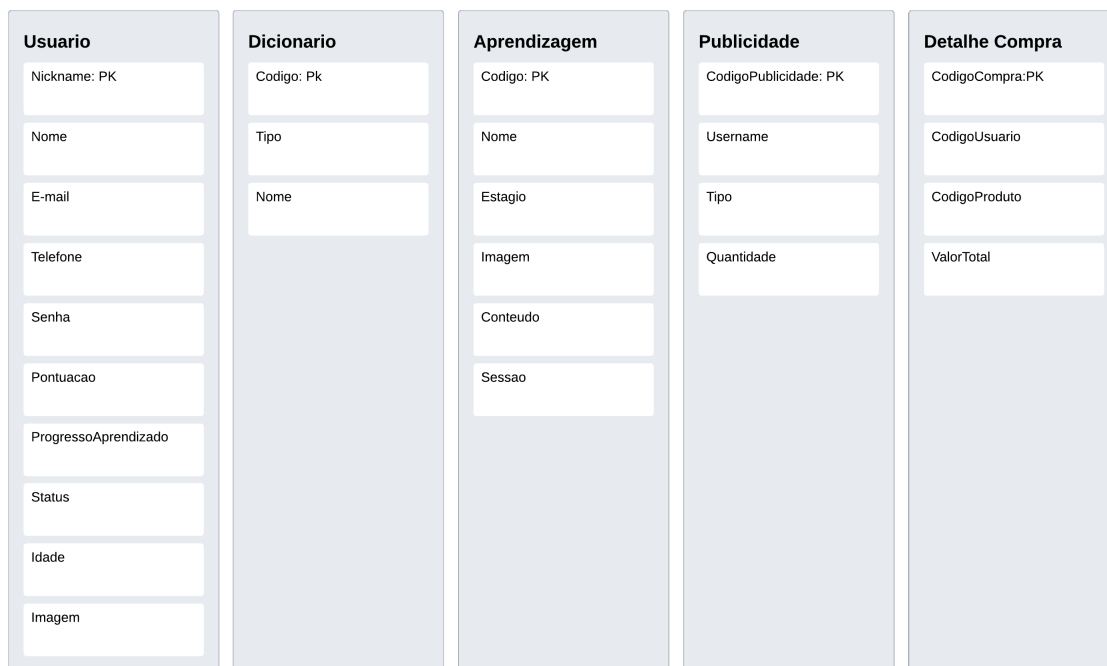 Usuario
Nickname: PK
Nome
E-mail
Telefone
Senha
Pontuacao
ProgressoAprendizado
Status
Idade
Imagem
Dicionario
Codigo: Pk
Tipo
Nome
Aprendizagem
Codigo: PK
Nome
Estagio
Imagem
Conteudo
Sessao
Publicidade
CodigoPublicidade: PK
Username
Tipo
Quantidade
Detalhe Compra
CodigoCompra:PK
CodigoUsuario
CodigoProduto
ValorTotal